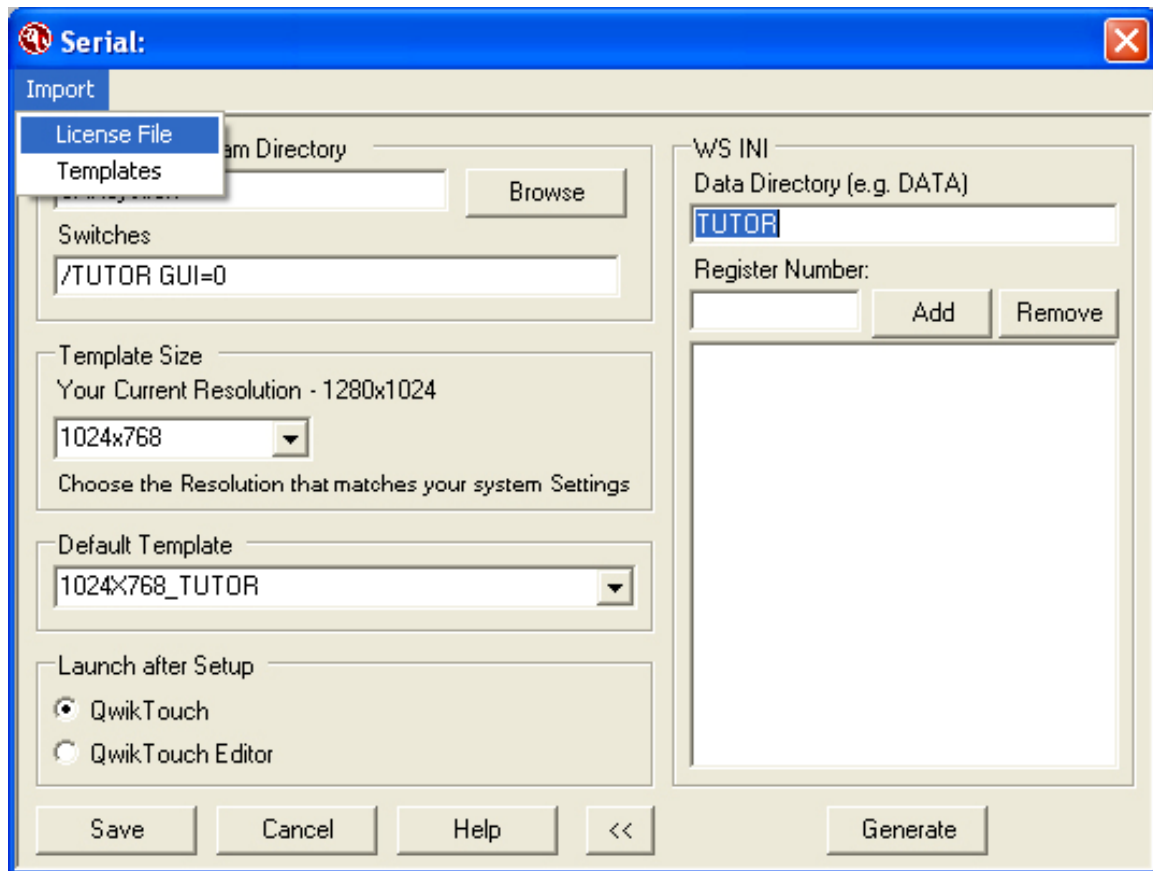 Serial:
Import
License File
Templates
am Directory
Browse
Switches
/TUTOR GUI=0
Template Size
Your Current Resolution - 1280x1024
1024x768
Choose the Resolution that matches your system Settings
Default Template
1024X768_TUTOR
Launch after Setup
QwikTouch
QwikTouch Editor
WS INI
Data Directory (e.g. DATA)
TUTOR
Register Number:
Add
Remove
Save
Cancel
Help
<<
Generate